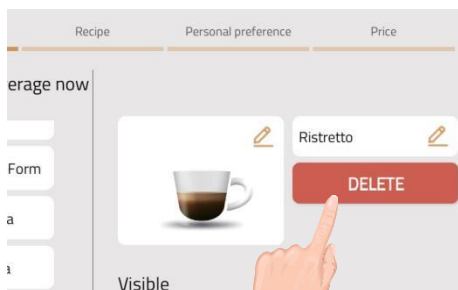 Recipe
Personal preference
Price
erage now
Form
a
a
Ristretto
DELETE
Visible